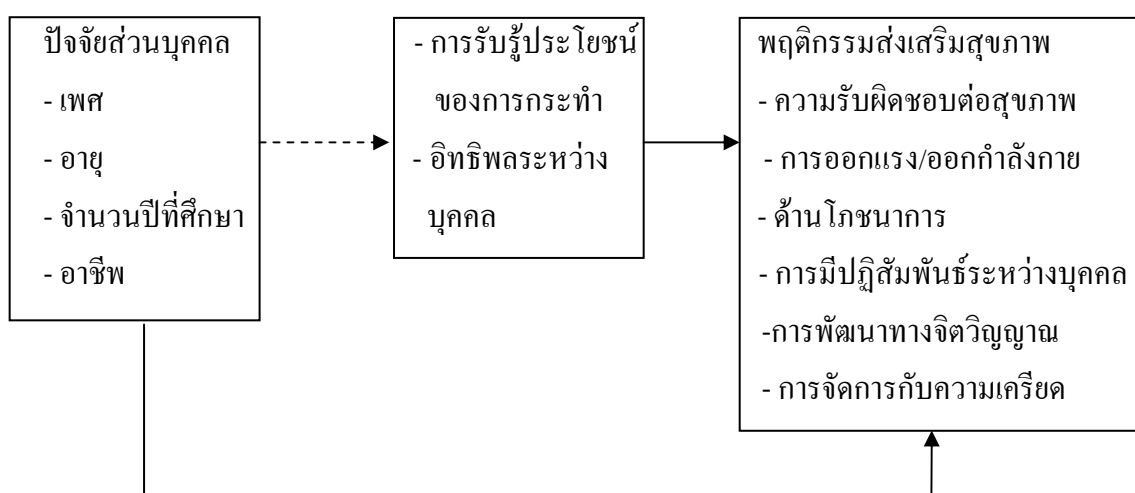 ปัจจัยส่วนบุคคล
- เพศ
- อายุ
- จำนวนปีที่ศึกษา
- อาชีพ
- การรับรู้ประโยชน์
ของการกระทำ
- อิทธิพลระหว่าง
บุคคล
พฤติกรรมส่งเสริมสุขภาพ
- ความรับผิดชอบต่อสุขภาพ
- การออกแรง/ออกกำลังกาย
- ด้านโภชนาการ
- การมีปฏิสัมพันธ์ระหว่างบุคคล
-การพัฒนาทางจิตวิญญาณ
- การจัดการกับความเครียด